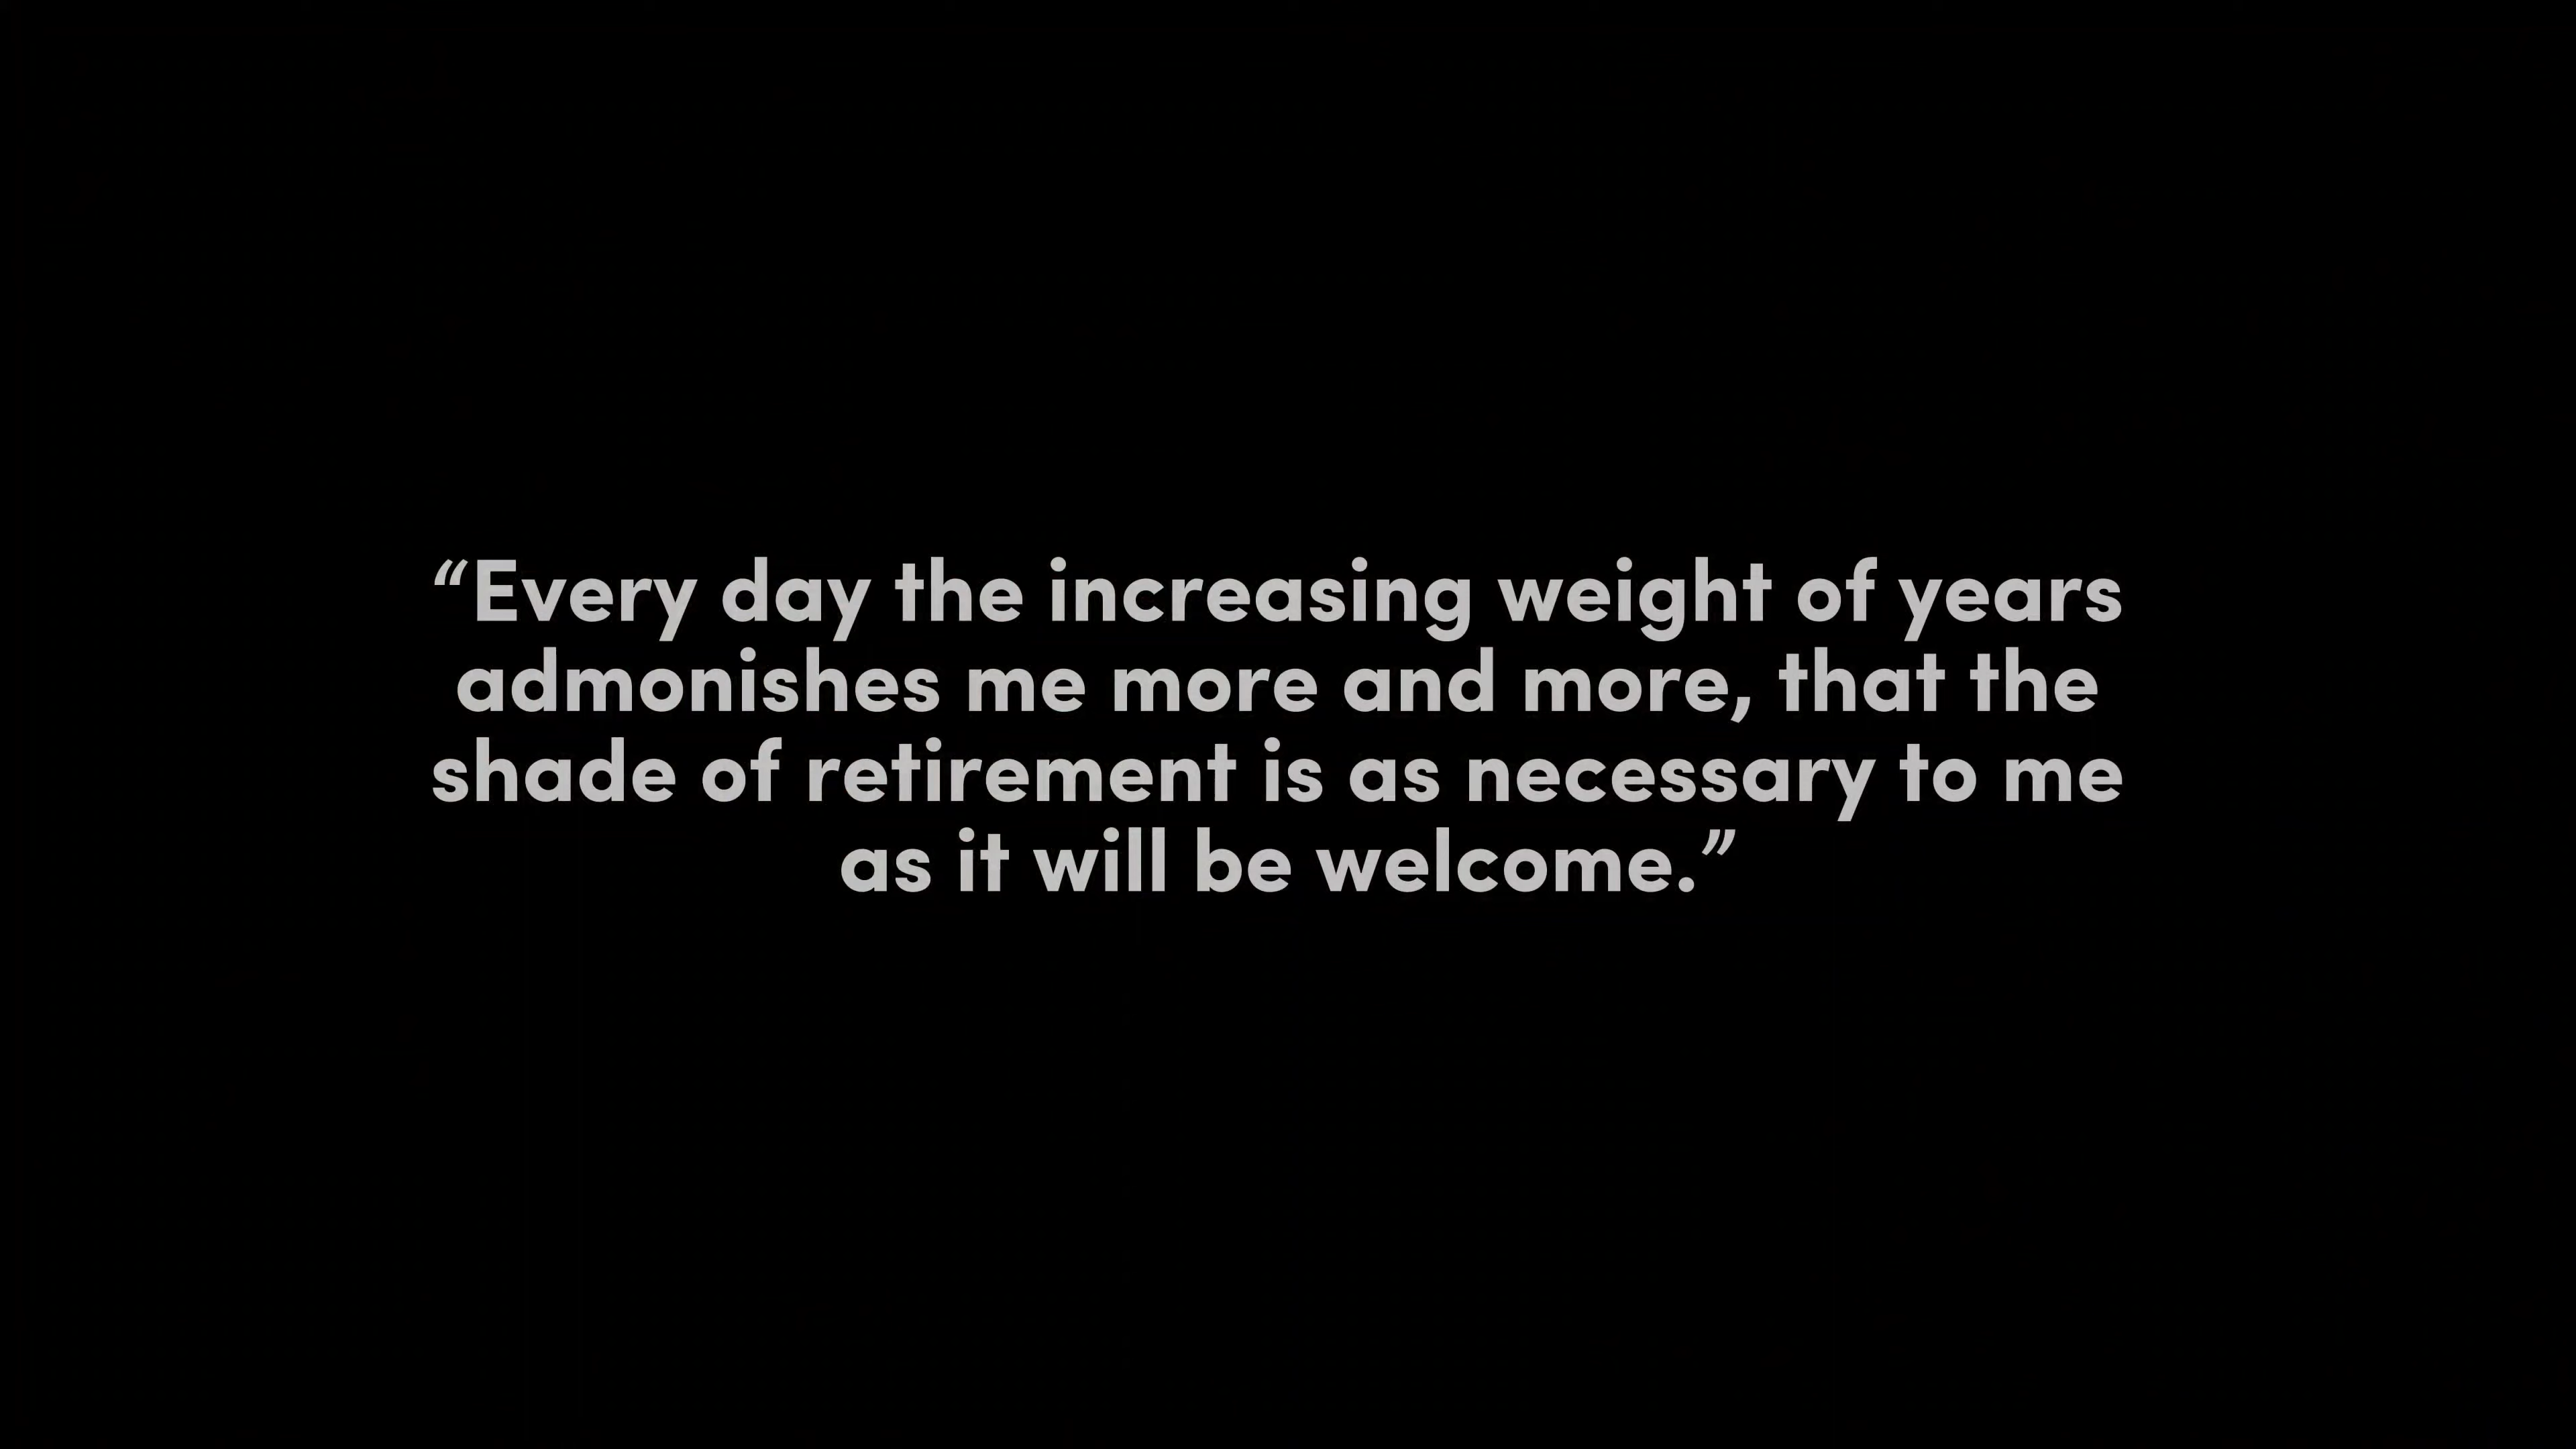 “Every day the increasing weight of years
admonishes me more and more, that the
shade of retirement is as necessary to me
as it will be welcome.”